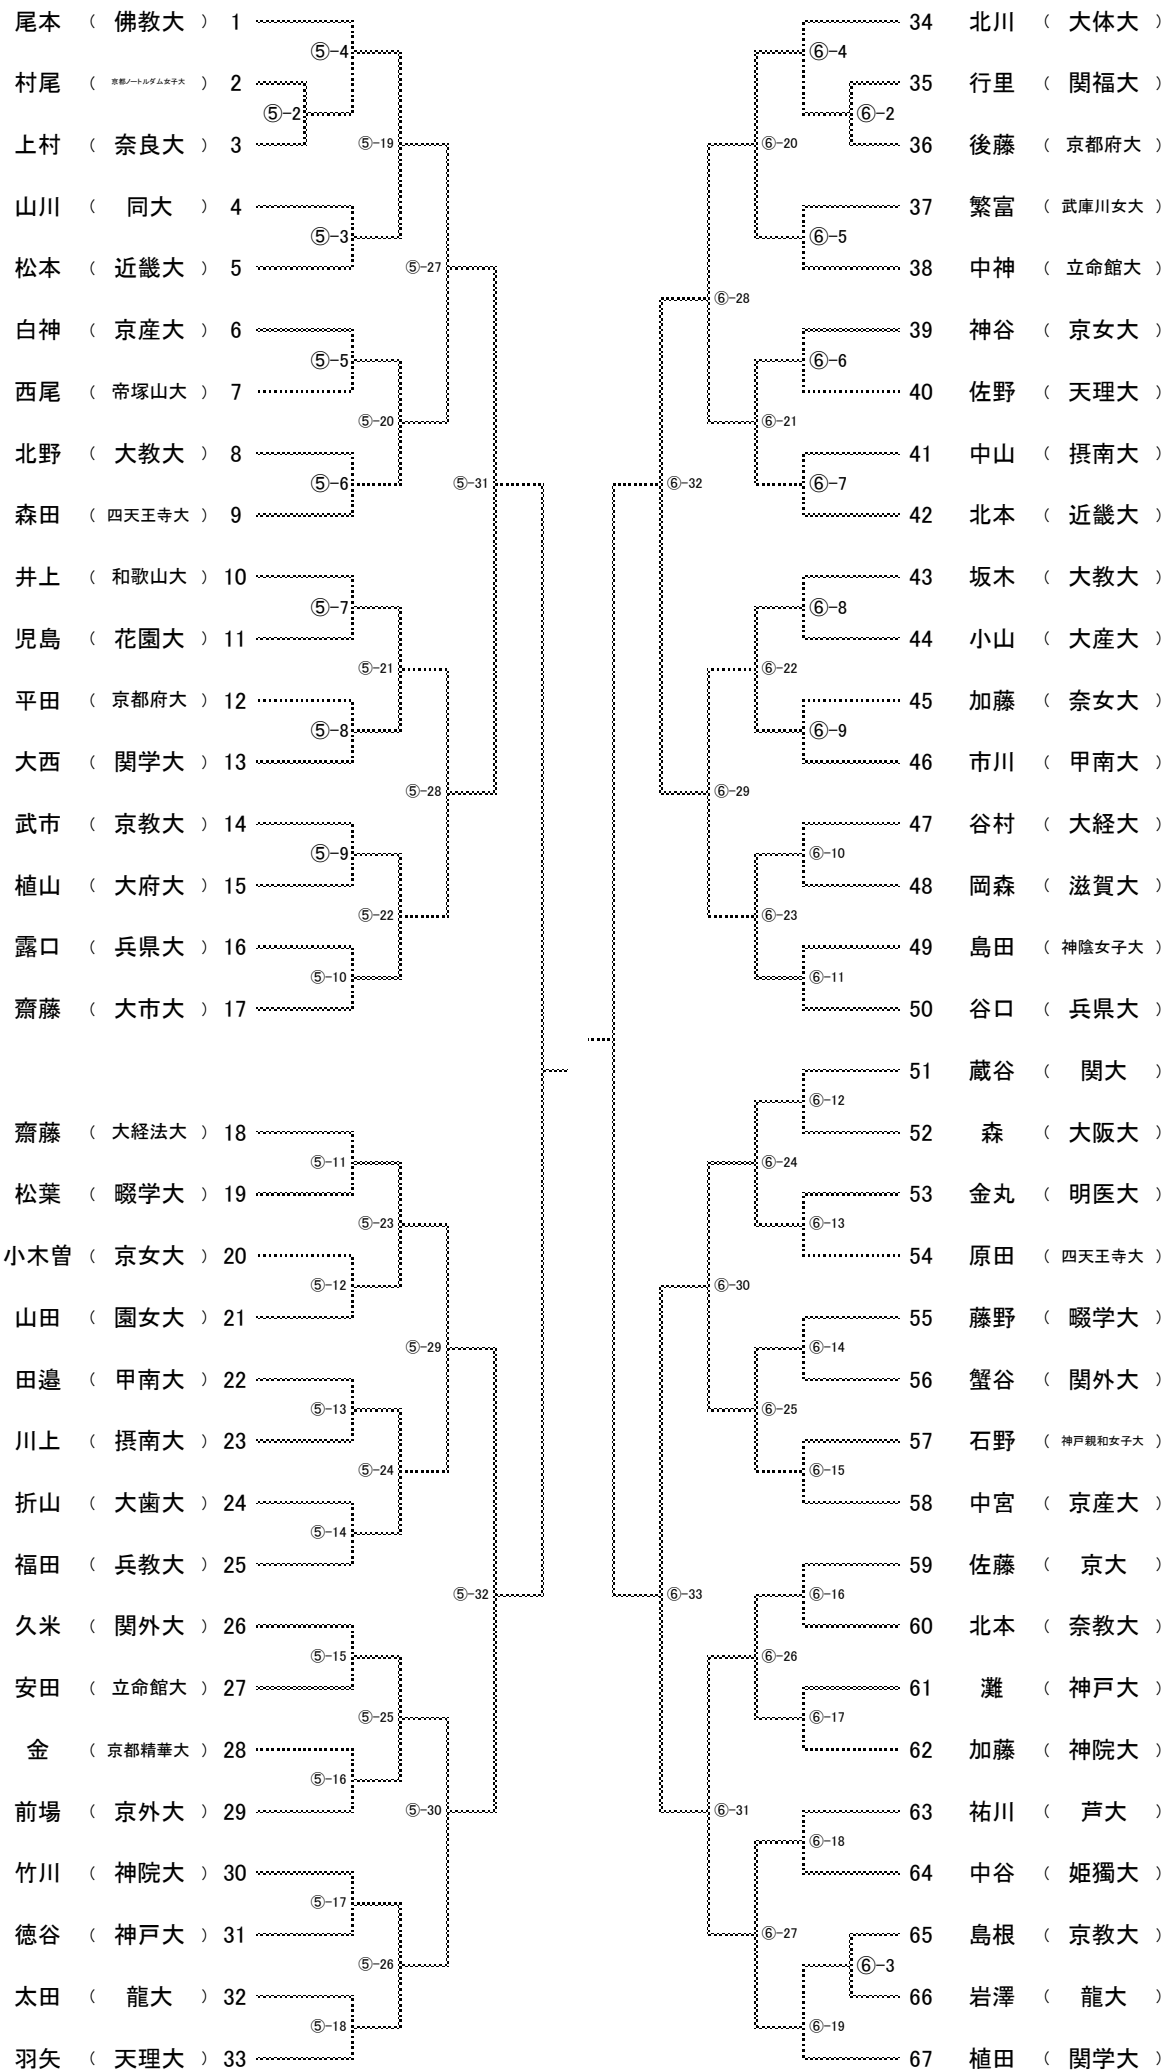 尾本 （ 佛教大 ） 1
⑤-4
村尾 （ 京都ノートルダム女子大 ） 2
⑤-2
上村 （ 奈良大 ） 3
⑤-19
山川 （ 同大 ） 4
⑤-3
松本 （ 近畿大 ） 5
⑤-27
白神 （ 京産大 ） 6
⑤-5
西尾 （ 帝塚山大 ） 7
⑤-20
北野 （ 大教大 ） 8
⑤-6
⑤-31
森田 （ 四天王寺大 ） 9
井上 （ 和歌山大 ） 10
⑤-7
児島 （ 花園大 ） 11
⑤-21
平田 （ 京都府大 ） 12
⑤-8
大西 （ 関学大 ） 13
⑤-28
武市 （ 京教大 ） 14
⑤-9
植山 （ 大府大 ） 15
⑤-22
露口 （ 兵県大 ） 16
⑤-10
齋藤 （ 大市大 ） 17
齋藤 （ 大経法大 ） 18
⑤-11
松葉 （ 畷学大 ） 19
⑤-23
小木曽 （ 京女大 ） 20
⑤-12
山田 （ 園女大 ） 21
⑤-29
田邉 （ 甲南大 ） 22
⑤-13
川上 （ 摂南大 ） 23
⑤-24
折山 （ 大歯大 ） 24
⑤-14
福田 （ 兵教大 ） 25
⑤-32
久米 （ 関外大 ） 26
⑤-15
安田 （ 立命館大 ） 27
⑤-25
金 （ 京都精華大 ） 28
⑤-16
前場 （ 京外大 ） 29
⑤-30
竹川 （ 神院大 ） 30
⑤-17
徳谷 （ 神戸大 ） 31
⑤-26
太田 （ 龍大 ） 32
⑤-18
羽矢 （ 天理大 ） 33
34 北川 （ 大体大 ）
⑥-4
35 行里 （ 関福大 ）
⑥-2
36 後藤 （ 京都府大 ）
⑥-20
37 繁富 （ 武庫川女大 ）
⑥-5
38 中神 （ 立命館大 ）
⑥-28
39 神谷 （ 京女大 ）
⑥-6
40 佐野 （ 天理大 ）
⑥-21
41 中山 （ 摂南大 ）
⑥-7
⑥-32
42 北本 （ 近畿大 ）
43 坂木 （ 大教大 ）
⑥-8
44 小山 （ 大産大 ）
⑥-22
45 加藤 （ 奈女大 ）
⑥-9
46 市川 （ 甲南大 ）
⑥-29
47 谷村 （ 大経大 ）
⑥-10
48 岡森 （ 滋賀大 ）
⑥-23
49 島田 （ 神陰女子大 ）
⑥-11
50 谷口 （ 兵県大 ）
51 蔵谷 （ 関大 ）
⑥-12
52 森 （ 大阪大 ）
⑥-24
53 金丸 （ 明医大 ）
⑥-13
54 原田 （ 四天王寺大 ）
⑥-30
55 藤野 （ 畷学大 ）
⑥-14
56 蟹谷 （ 関外大 ）
⑥-25
57 石野 （ 神戸親和女子大 ）
⑥-15
58 中宮 （ 京産大 ）
59 佐藤 （ 京大 ）
⑥-16
⑥-33
60 北本 （ 奈教大 ）
⑥-26
61 灘 （ 神戸大 ）
⑥-17
62 加藤 （ 神院大 ）
⑥-31
63 祐川 （ 芦大 ）
⑥-18
64 中谷 （ 姫獨大 ）
⑥-27
65 島根 （ 京教大 ）
⑥-3
66 岩澤 （ 龍大 ）
⑥-19
67 植田 （ 関学大 ）